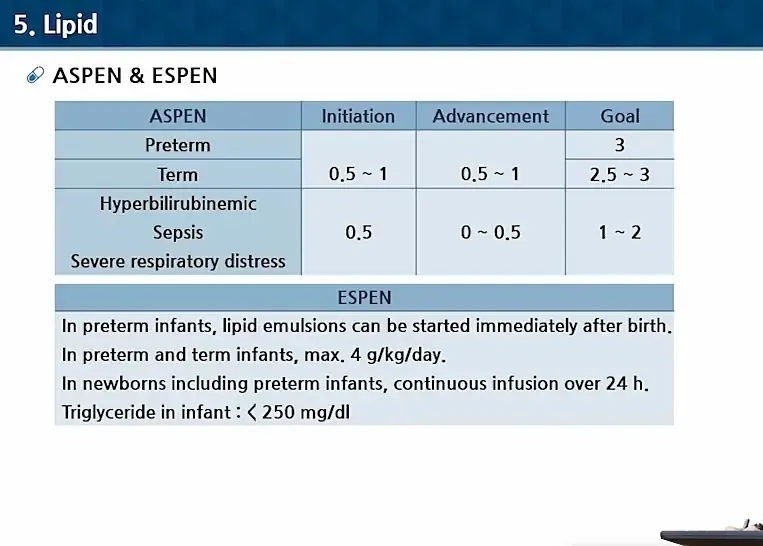 5. Lipid
ASPEN & ESPEN
ASPEN Initiation Advancement Goal
Preterm 3
Term 0.5 ~ 1 0.5 ~ 1 2.5 ~ 3
Hyperbilirubinemic
Sepsis 0.5 0 ~ 0.5 1 ~ 2
Severe respiratory distress
ESPEN
In preterm infants, lipid emulsions can be started immediately after birth.
In preterm and term infants, max. 4 g/kg/day.
In newborns including preterm infants, continuous infusion over 24 h.
Triglyceride in infant : < 250 mg/dl